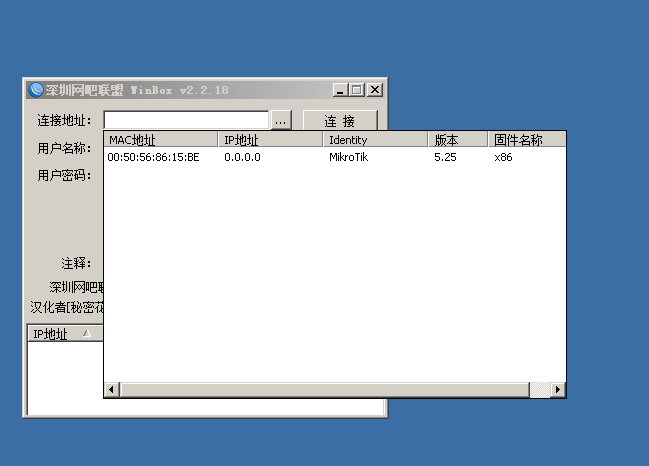 深圳网吧联盟 WinBox v2.2.18
连接地址: ... 连 接
MAC地址 IP地址 Identity 版本 固件名称
用户名称:
00:50:56:86:15:BE 0.0.0.0 MikroTik 5.25 x86
用户密码:
注释:
深圳网吧
汉化者[秘密花
IP地址